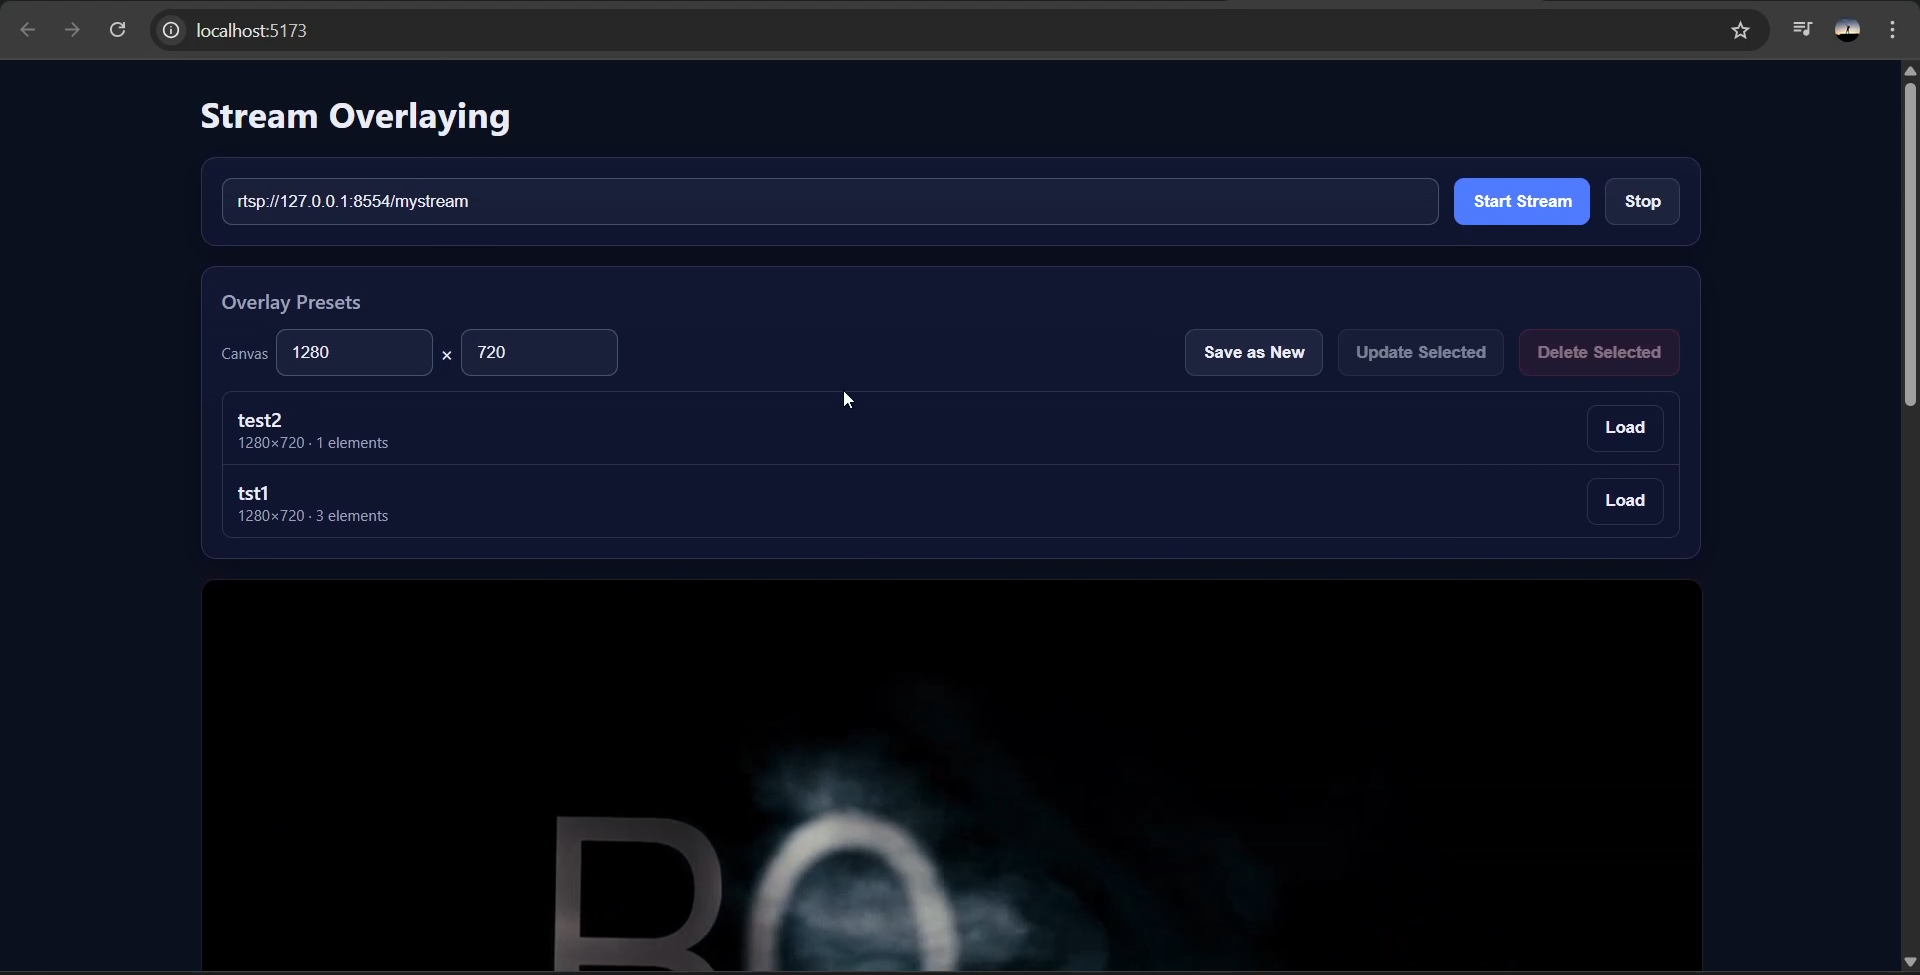 localhost:5173
Stream Overlaying
rtsp://127.0.0.1:8554/mystream
Start Stream
Stop
Overlay Presets
Canvas
1280
×
720
Save as New
Update Selected
Delete Selected
test2
1280×720 · 1 elements
Load
tst1
1280×720 · 3 elements
Load